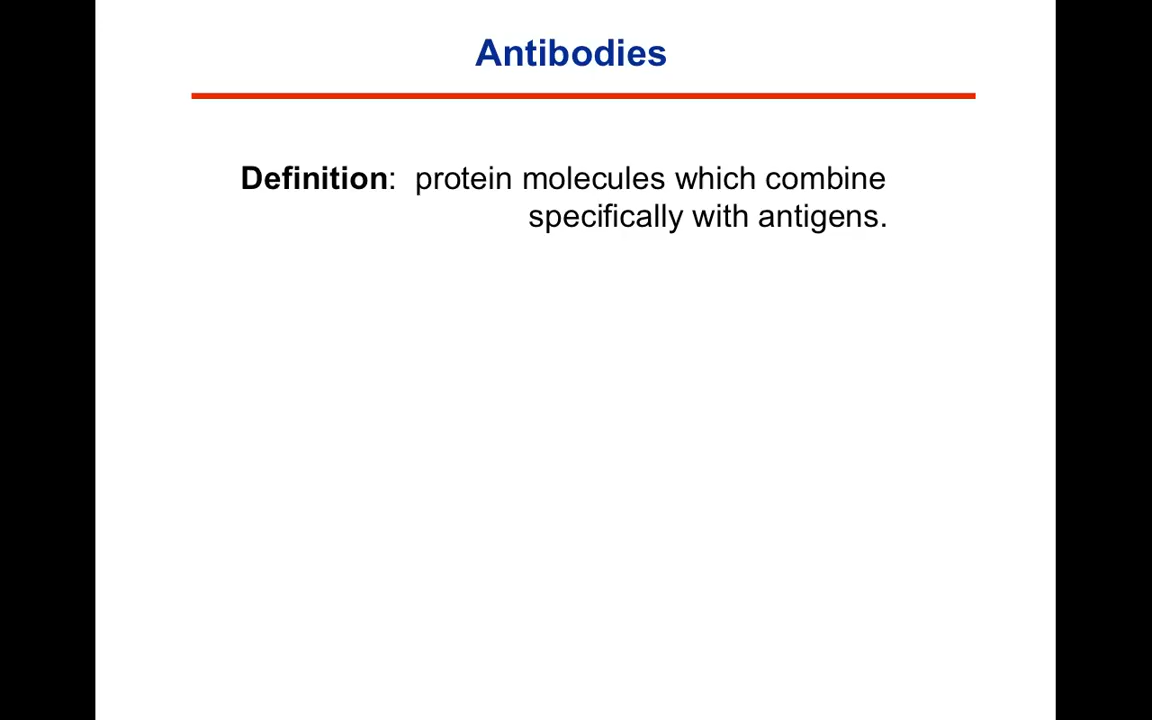 Antibodies
Definition: protein molecules which combine
specifically with antigens.